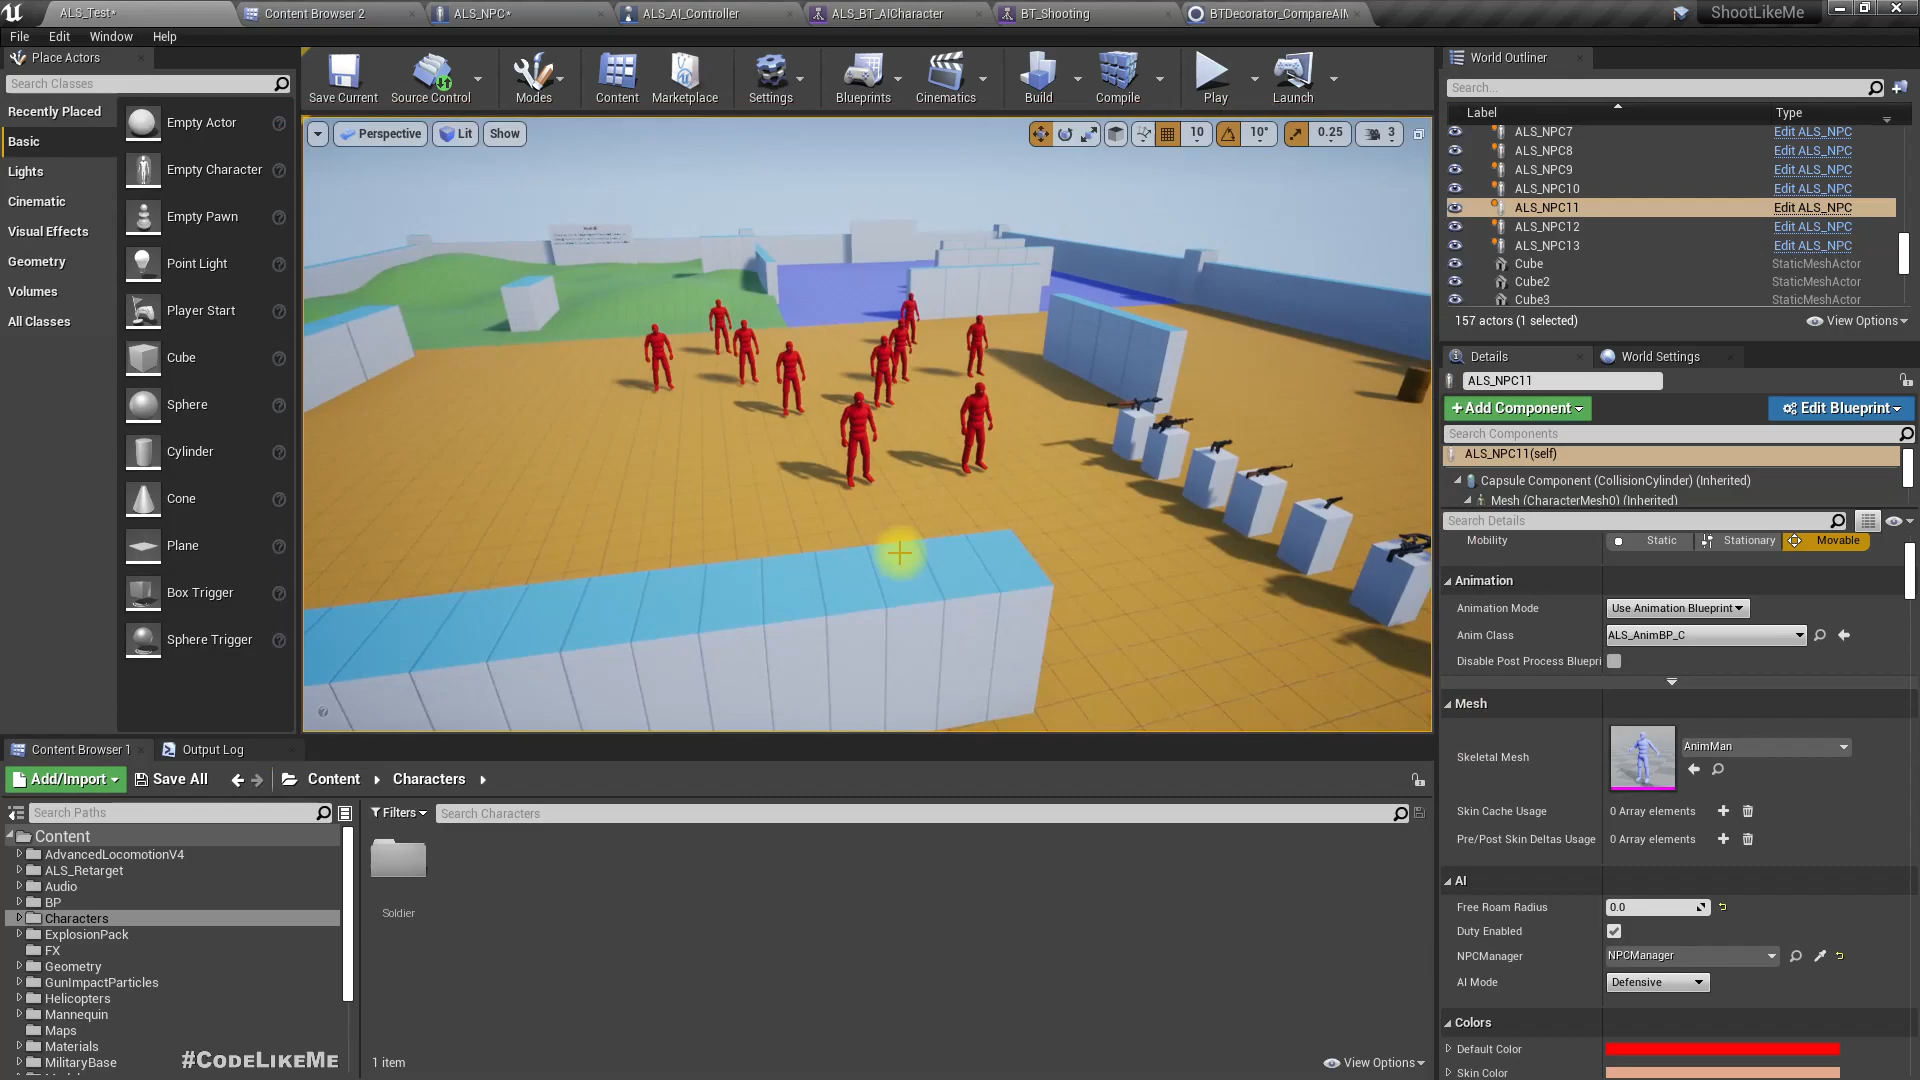 ALS_Test*
Content Browser 2
ALS_NPC*
ALS_AI_Controller
ALS_BT_AICharacter
BT_Shooting
BTDecorator_CompareAIM
ShootLikeMe
File
Edit
Window
Help
Place Actors
Search Classes
Recently Placed
Basic
Lights
Cinematic
Visual Effects
Geometry
Volumes
All Classes
Empty Actor
Empty Character
Empty Pawn
Point Light
Player Start
Cube
Sphere
Cylinder
Cone
Plane
Box Trigger
Sphere Trigger
Save Current
Source Control
Modes
Content
Marketplace
Settings
Blueprints
Cinematics
Build
Compile
Play
Launch
Perspective
Lit
Show
10
10°
0.25
3
World Outliner
Search...
Label
Type
ALS_NPC7 Edit ALS_NPC
ALS_NPC8 Edit ALS_NPC
ALS_NPC9 Edit ALS_NPC
ALS_NPC10 Edit ALS_NPC
ALS_NPC11 Edit ALS_NPC
ALS_NPC12 Edit ALS_NPC
ALS_NPC13 Edit ALS_NPC
Cube StaticMeshActor
Cube2 StaticMeshActor
Cube3 StaticMeshActor
157 actors (1 selected)
View Options
Details
World Settings
ALS_NPC11
+Add Component
Edit Blueprint
Search Components
ALS_NPC11(self)
Capsule Component (CollisionCylinder) (Inherited)
Mesh (CharacterMesh0) (Inherited)
Search Details
Mobility
Static
Stationary
Movable
Animation
Animation Mode
Use Animation Blueprint
Anim Class
ALS_AnimBP_C
Disable Post Process Bluepri
Mesh
Skeletal Mesh
AnimMan
Skin Cache Usage
0 Array elements
Pre/Post Skin Deltas Usage
0 Array elements
AI
Free Roam Radius
0.0
Duty Enabled
NPCManager
NPCManager
AI Mode
Defensive
Colors
Default Color
Skin Color
Content Browser 1
Output Log
Add/Import
Save All
Content
Characters
Search Paths
Filters
Search Characters
Content
AdvancedLocomotionV4
ALS_Retarget
Audio
BP
Characters
ExplosionPack
FX
Geometry
GunImpactParticles
Helicopters
Mannequin
Maps
Materials
MilitaryBase
Soldier
#CODELIKEME
1 item
View Options